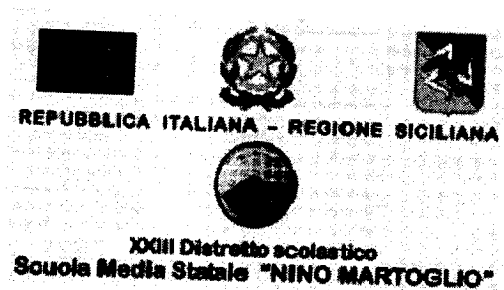 REPUBBLICA ITALIANA - REGIONE SICILIANA
XXIII Distretto scolastico
Scuola Media Statale "NINO MARTOGLIO"